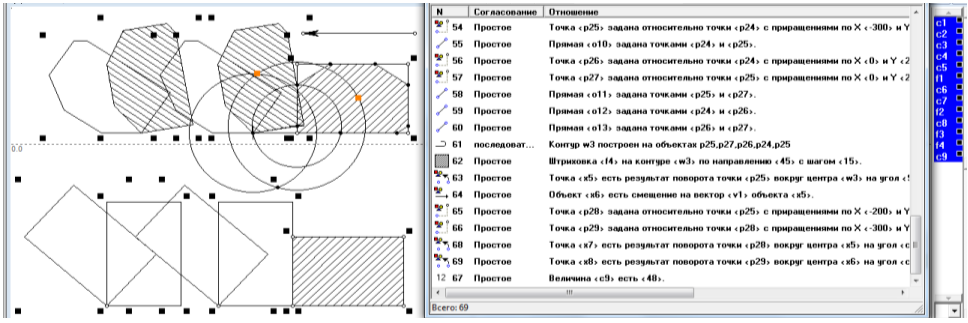 0.0
N Согласование Отношение
54 Простое Точка <p25> задана относительно точки <p24> с приращениями по X <-300> и Y
55 Простое Прямая <o10> задана точками <p24> и <p25>.
56 Простое Точка <p26> задана относительно точки <p24> с приращениями по X <0> и Y <2
57 Простое Точка <p27> задана относительно точки <p25> с приращениями по X <0> и Y <2
58 Простое Прямая <o11> задана точками <p25> и <p27>.
59 Простое Прямая <o12> задана точками <p24> и <p26>.
60 Простое Прямая <o13> задана точками <p26> и <p27>.
61 последоват... Контур w3 построен на объектах p25,p27,p26,p24,p25
62 Простое Штриховка <f4> на контуре <w3> по направлению <45> с шагом <15>.
63 Простое Точка <x5> есть результат поворота точки <p25> вокруг центра <w3> на угол <
64 Простое Объект <x6> есть смещение на вектор <v1> объекта <x5>.
65 Простое Точка <p28> задана относительно точки <p25> с приращениями по X <-200> и Y
66 Простое Точка <p29> задана относительно точки <p28> с приращениями по X <-300> и Y
68 Простое Точка <x7> есть результат поворота точки <p28> вокруг центра <x5> на угол <c
69 Простое Точка <x8> есть результат поворота точки <p29> вокруг центра <x6> на угол <c
12 67 Простое Величина <c9> есть <48>.
Всего: 69
c1
c2
c3
c4
c5
f1
c6
c7
f2
c8
f3
f4
c9